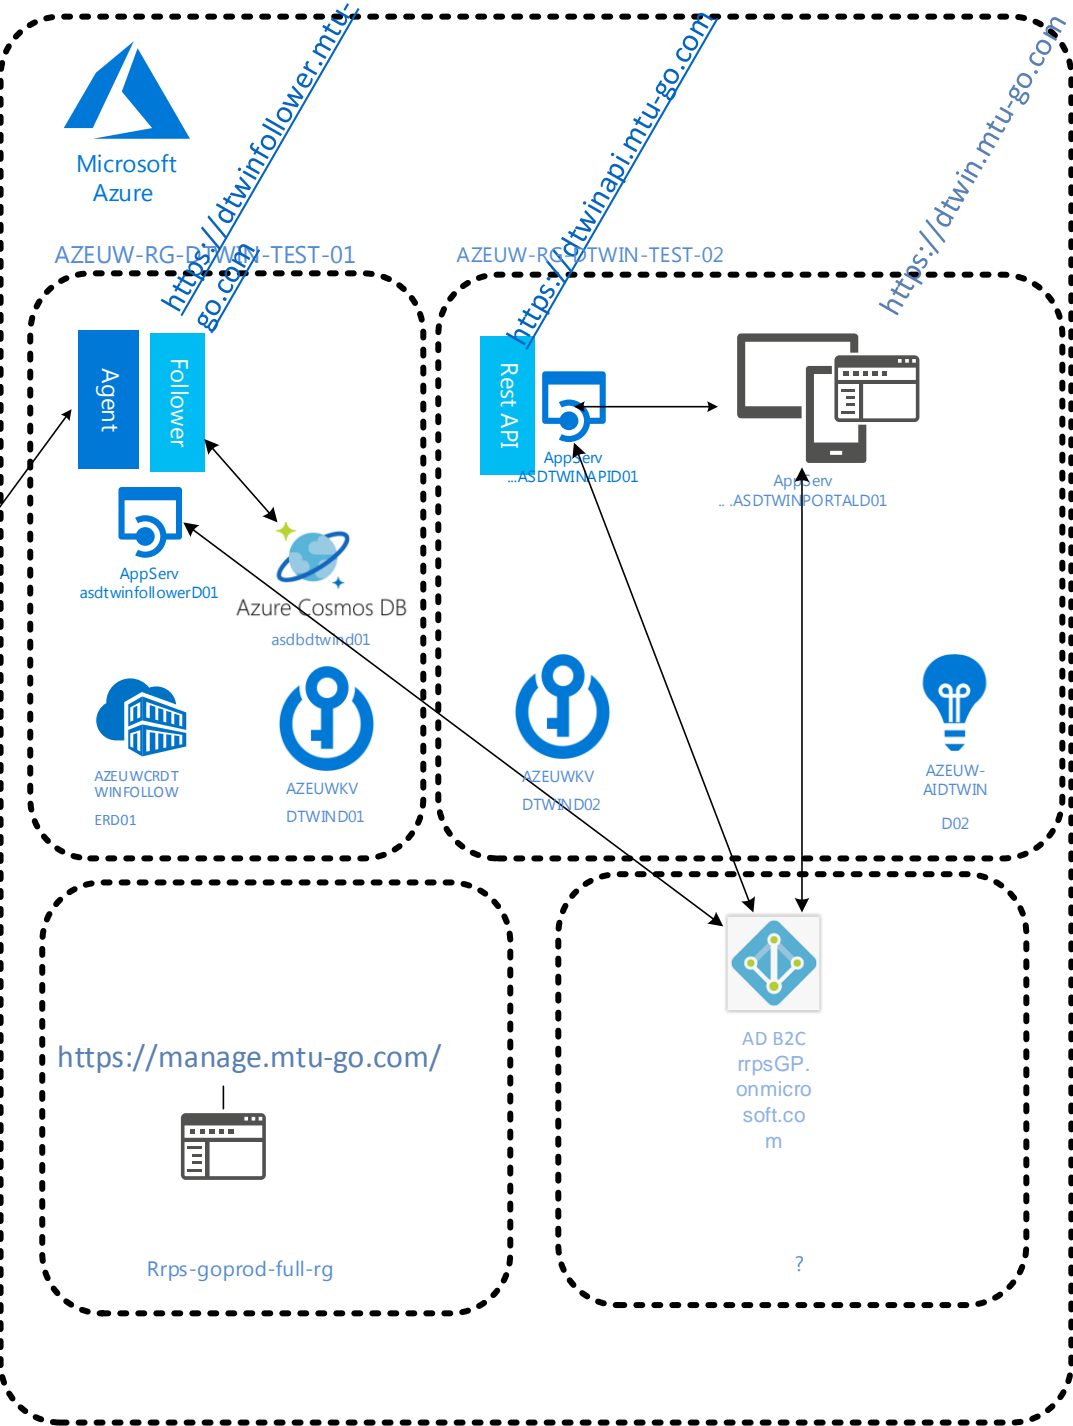 Microsoft
Azure
https://dtwinfollower.mtu-
go.com
https://dtwinapi.mtu-go.com
https://dtwin.mtu-go.com
AZEUW-RG-DTWIN-TEST-01
AZEUW-RG-DTWIN-TEST-02
Agent
Follower
AppServ
asdtwinfollowerD01
Azure Cosmos DB
asdbdtwind01
AZEUWCRDT
WINFOLLOW
ERD01
AZEUWKV
DTWIND01
Rest API
AppServ
...ASDTWINAPID01
AppServ
...ASDTWINPORTALD01
AZEUWKV
DTWIND02
AZEUW-
AIDTWIN
D02
https://manage.mtu-go.com/
Rrps-goprod-full-rg
AD B2C
rrpsGP.
onmicro
soft.co
m
?